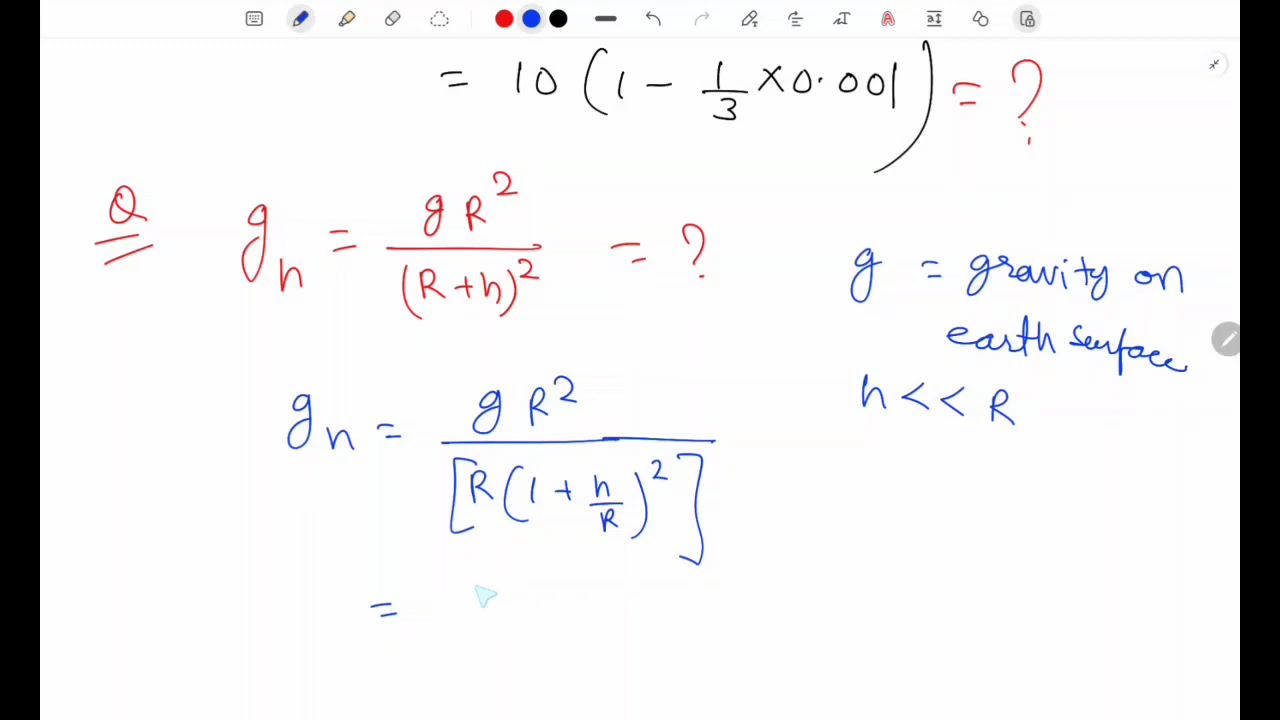 = 10 (1 - 1/3 × 0.001) = ?
Q g_h = gR²/(R+h)² = ?
g = gravity on
earth surface
h << R
g_h = gR²/[R(1 + h/R)²]
=